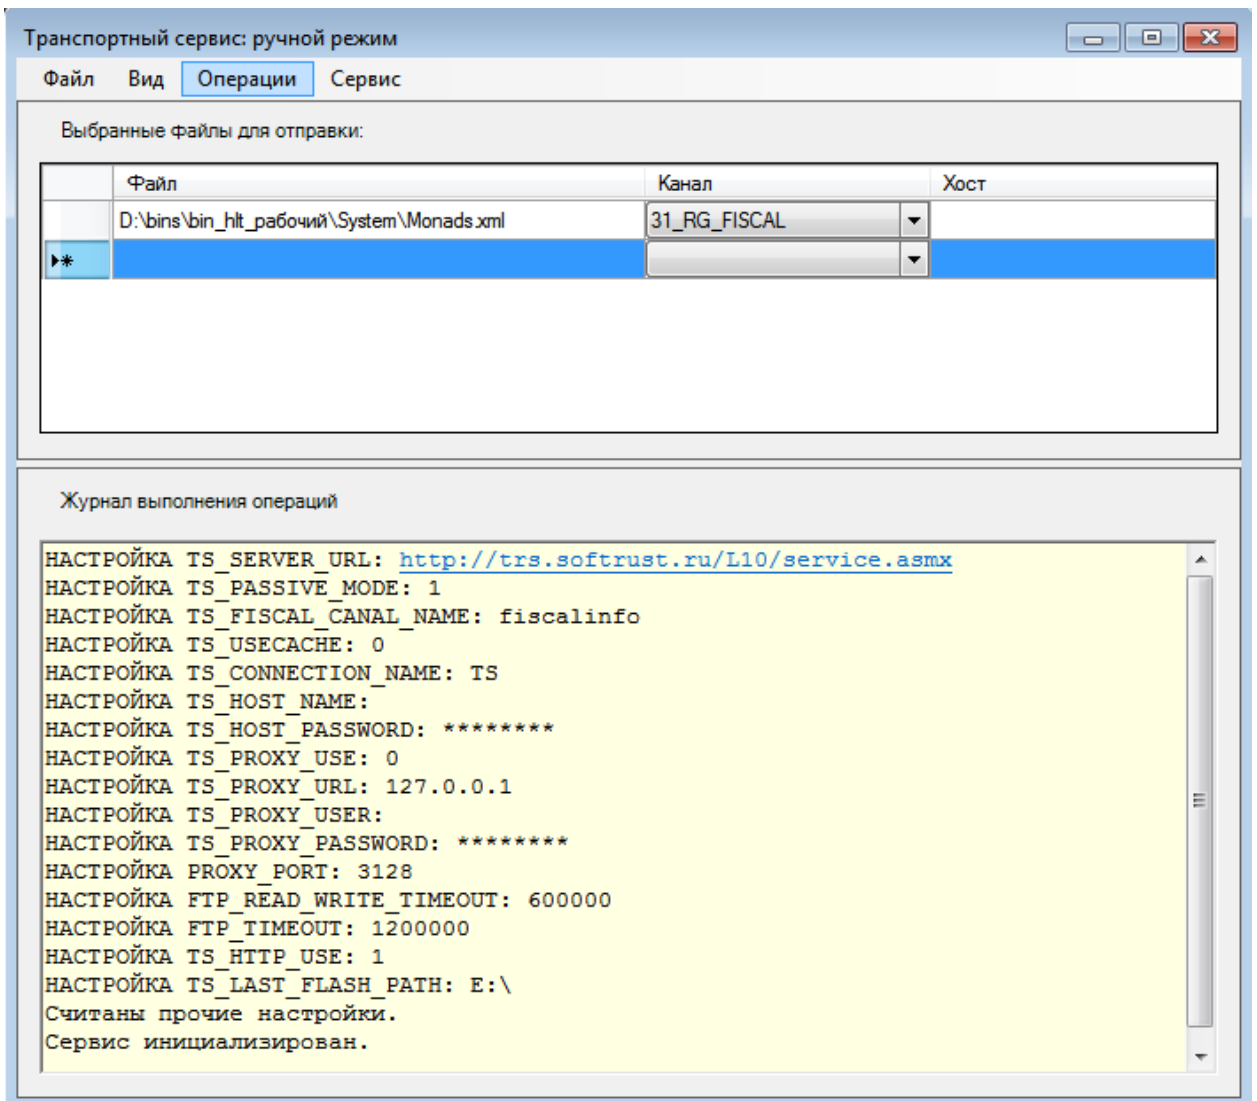 Транспортный сервис: ручной режим
Файл Вид Операции Сервис
Выбранные файлы для отправки:
Файл Канал Хост
D:\bins\bin_hlt_рабочий\System\Monads.xml 31_RG_FISCAL
Журнал выполнения операций
НАСТРОЙКА TS_SERVER_URL: http://trs.softrust.ru/L10/service.asmx
НАСТРОЙКА TS_PASSIVE_MODE: 1
НАСТРОЙКА TS_FISCAL_CANAL_NAME: fiscalinfo
НАСТРОЙКА TS_USECACHE: 0
НАСТРОЙКА TS_CONNECTION_NAME: TS
НАСТРОЙКА TS_HOST_NAME:
НАСТРОЙКА TS_HOST_PASSWORD: ********
НАСТРОЙКА TS_PROXY_USE: 0
НАСТРОЙКА TS_PROXY_URL: 127.0.0.1
НАСТРОЙКА TS_PROXY_USER:
НАСТРОЙКА TS_PROXY_PASSWORD: ********
НАСТРОЙКА PROXY_PORT: 3128
НАСТРОЙКА FTP_READ_WRITE_TIMEOUT: 600000
НАСТРОЙКА FTP_TIMEOUT: 1200000
НАСТРОЙКА TS_HTTP_USE: 1
НАСТРОЙКА TS_LAST_FLASH_PATH: E:\
Считаны прочие настройки.
Сервис инициализирован.